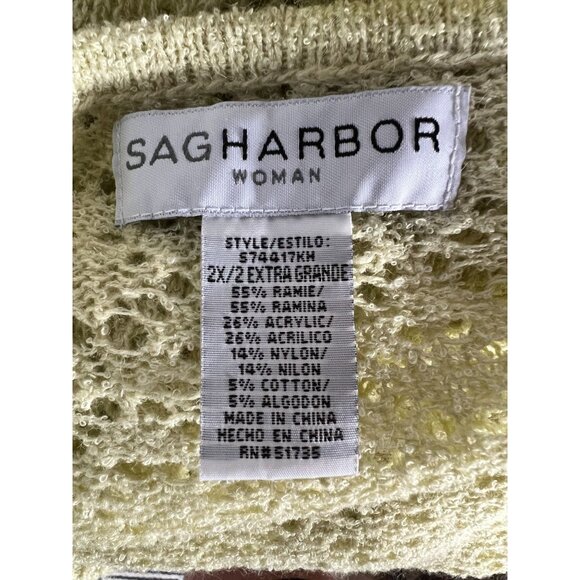 SAGHARBOR
WOMAN
STYLE/ESTILO:
S74417KH
2X/2 EXTRA GRANDE
55% RAMIE/
55% RAMINA
26% ACRYLIC/
26% ACRILICO
14% NYLON/
14% NILON
5% COTTON/
5% ALGODON
MADE IN CHINA
HECHO EN CHINA
RN#51735